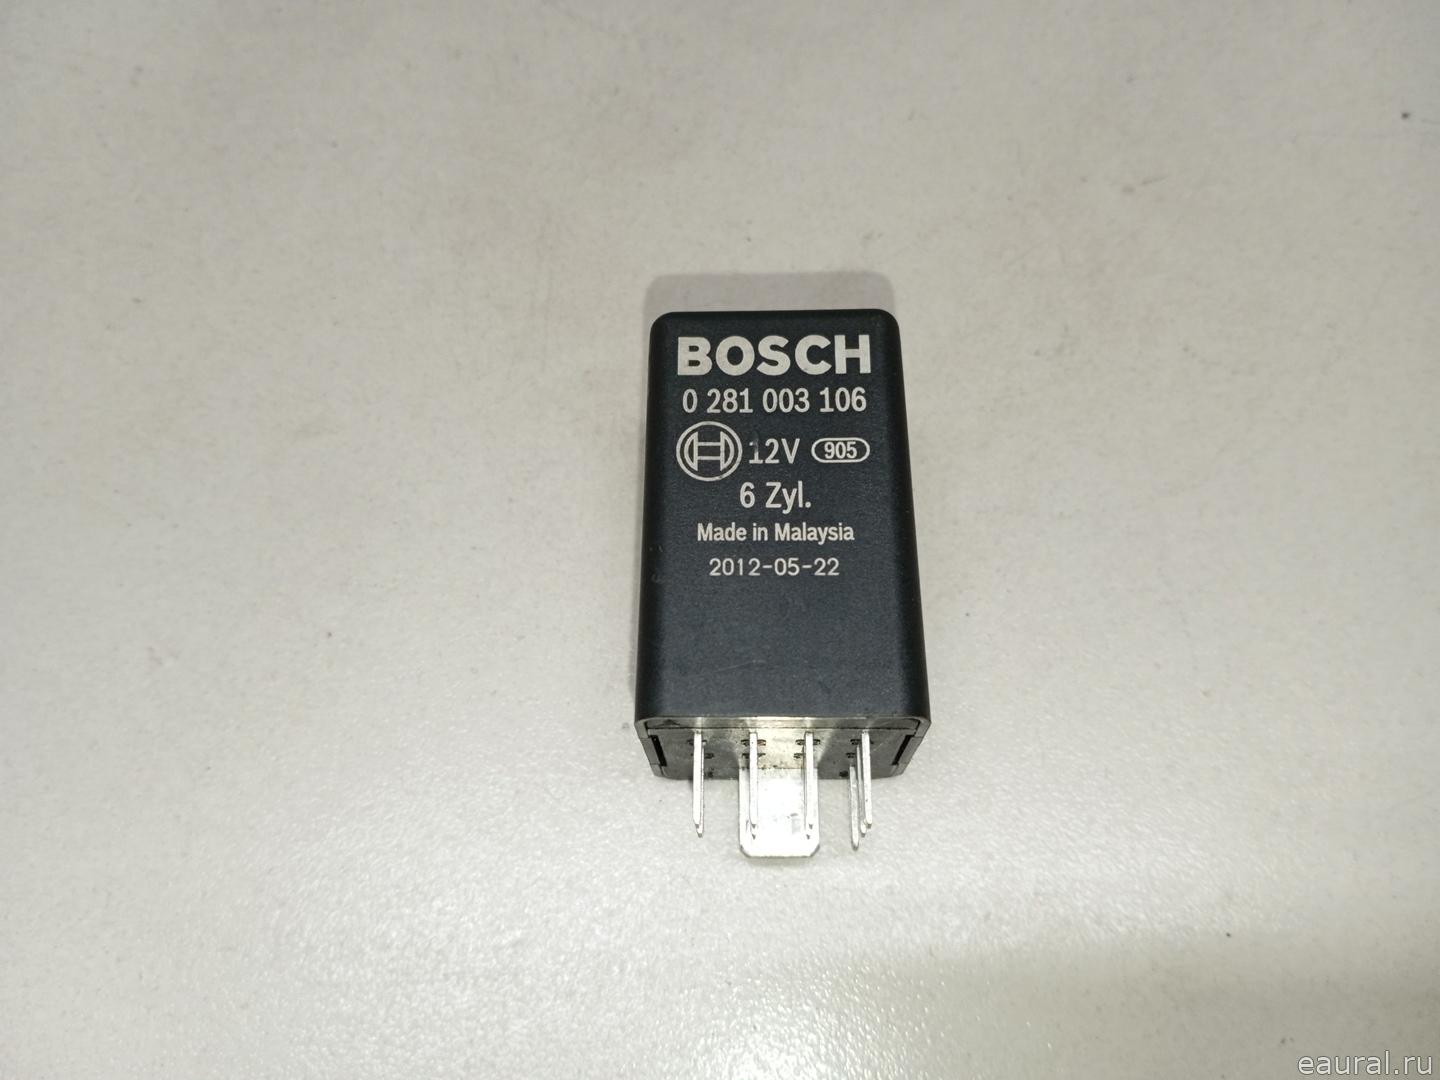 BOSCH
0 281 003 106
12V 905
6 Zyl.
Made in Malaysia
2012-05-22
eaural.ru